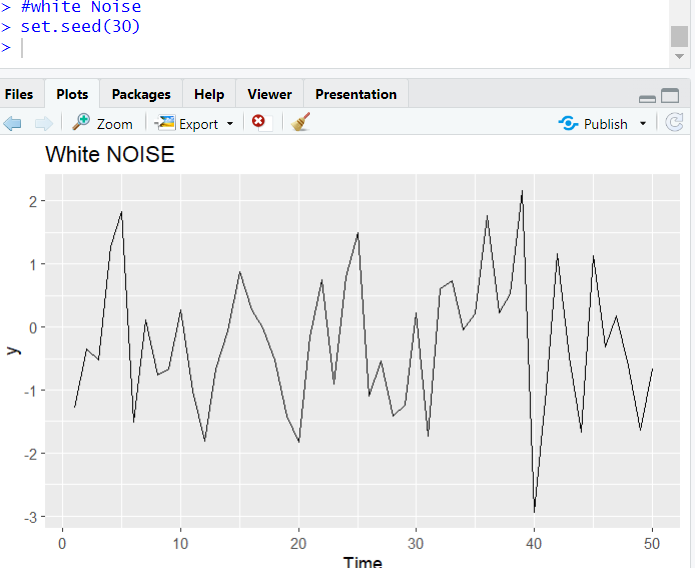 > #white Noise
> set.seed(30)
>
Files Plots Packages Help Viewer Presentation
Zoom Export Publish
White NOISE
2
1
0
-1
-2
-3
y
0 10 20 30 40 50
Time